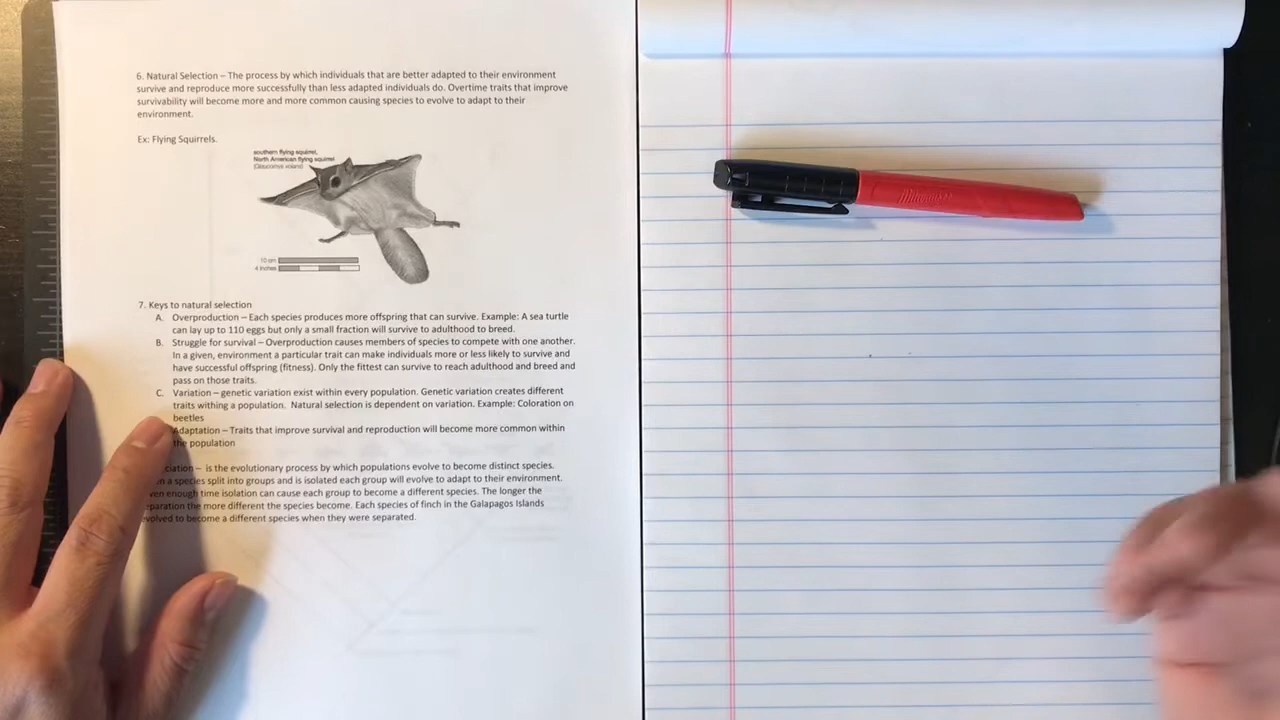 6. Natural Selection – The process by which individuals that are better adapted to their environment
survive and reproduce more successfully than less adapted individuals do. Overtime traits that improve
survivability will become more and more common causing species to evolve to adapt to their
environment.
Ex: Flying Squirrels.
southern flying squirrel,
North American flying squirrel
(Glaucomys volans)
10 cm
4 inches
7. Keys to natural selection
A. Overproduction – Each species produces more offspring that can survive. Example: A sea turtle
can lay up to 110 eggs but only a small fraction will survive to adulthood to breed.
B. Struggle for survival – Overproduction causes members of species to compete with one another.
In a given, environment a particular trait can make individuals more or less likely to survive and
have successful offspring (fitness). Only the fittest can survive to reach adulthood and breed and
pass on those traits.
C. Variation – genetic variation exist within every population. Genetic variation creates different
traits withing a population. Natural selection is dependent on variation. Example: Coloration on
beetles
Adaptation – Traits that improve survival and reproduction will become more common within
the population
ciation – is the evolutionary process by which populations evolve to become distinct species.
a species split into groups and is isolated each group will evolve to adapt to their environment.
ven enough time isolation can cause each group to become a different species. The longer the
eparation the more different the species become. Each species of finch in the Galapagos Islands
evolved to become a different species when they were separated.